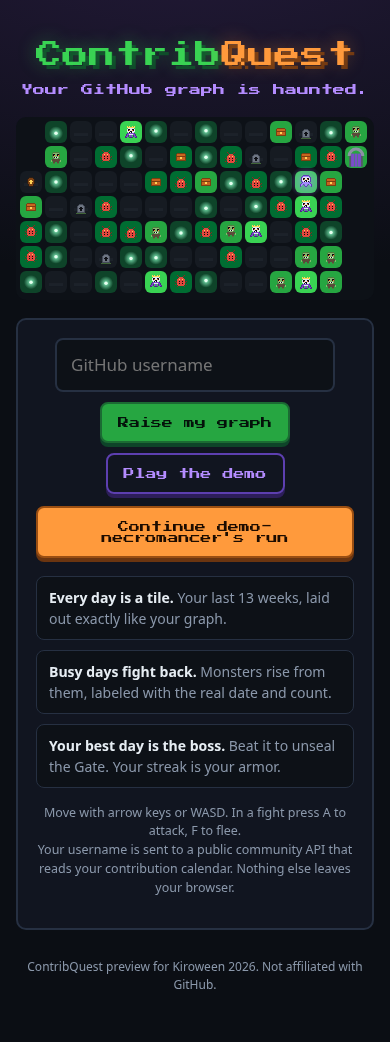 ContribQuest
Your GitHub graph is haunted.
GitHub username
Raise my graph
Play the demo
Continue demo-
necromancer's run
Every day is a tile. Your last 13 weeks, laid
out exactly like your graph.
Busy days fight back. Monsters rise from
them, labeled with the real date and count.
Your best day is the boss. Beat it to unseal
the Gate. Your streak is your armor.
Move with arrow keys or WASD. In a fight press A to
attack, F to flee.
Your username is sent to a public community API that
reads your contribution calendar. Nothing else leaves
your browser.
ContribQuest preview for Kiroween 2026. Not affiliated with
GitHub.